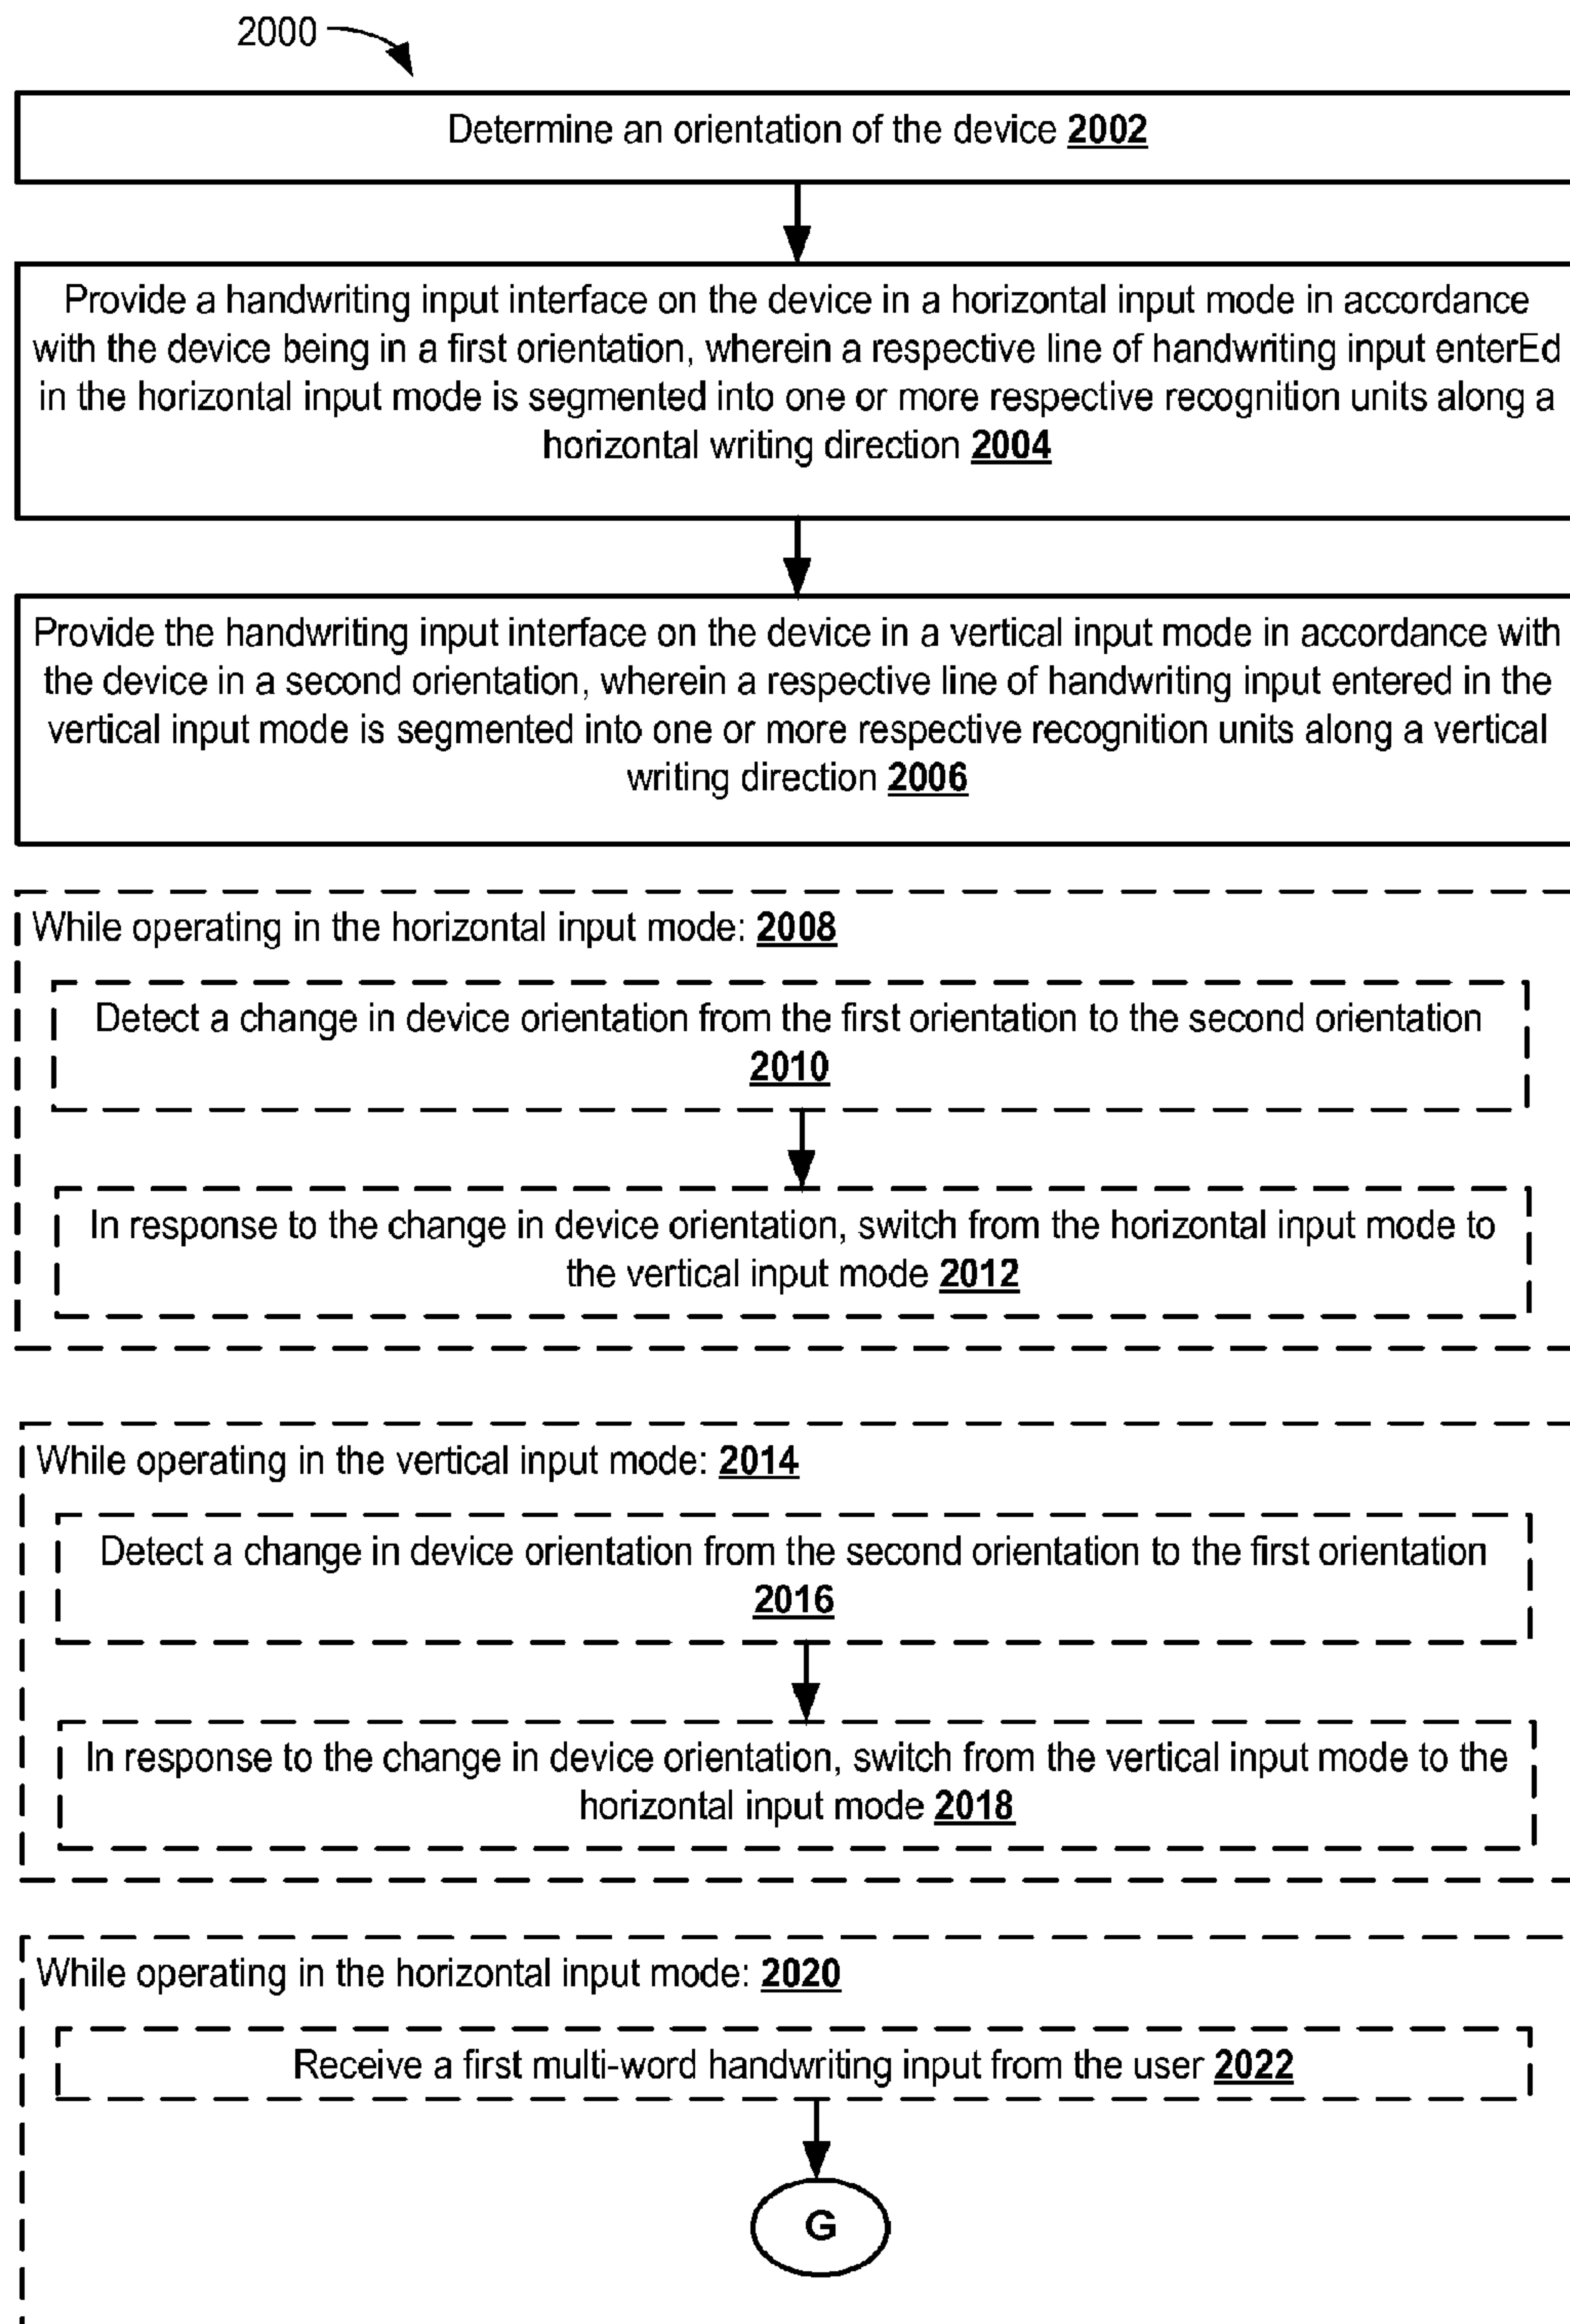 2000
Determine an orientation of the device 2002
Provide a handwriting input interface on the device in a horizontal input mode in accordance
with the device being in a first orientation, wherein a respective line of handwriting input enterEd
in the horizontal input mode is segmented into one or more respective recognition units along a
horizontal writing direction 2004
Provide the handwriting input interface on the device in a vertical input mode in accordance with
the device in a second orientation, wherein a respective line of handwriting input entered in the
vertical input mode is segmented into one or more respective recognition units along a vertical
writing direction 2006
While operating in the horizontal input mode: 2008
Detect a change in device orientation from the first orientation to the second orientation
2010
In response to the change in device orientation, switch from the horizontal input mode to
the vertical input mode 2012
While operating in the vertical input mode: 2014
Detect a change in device orientation from the second orientation to the first orientation
2016
In response to the change in device orientation, switch from the vertical input mode to the
horizontal input mode 2018
While operating in the horizontal input mode: 2020
Receive a first multi-word handwriting input from the user 2022
G